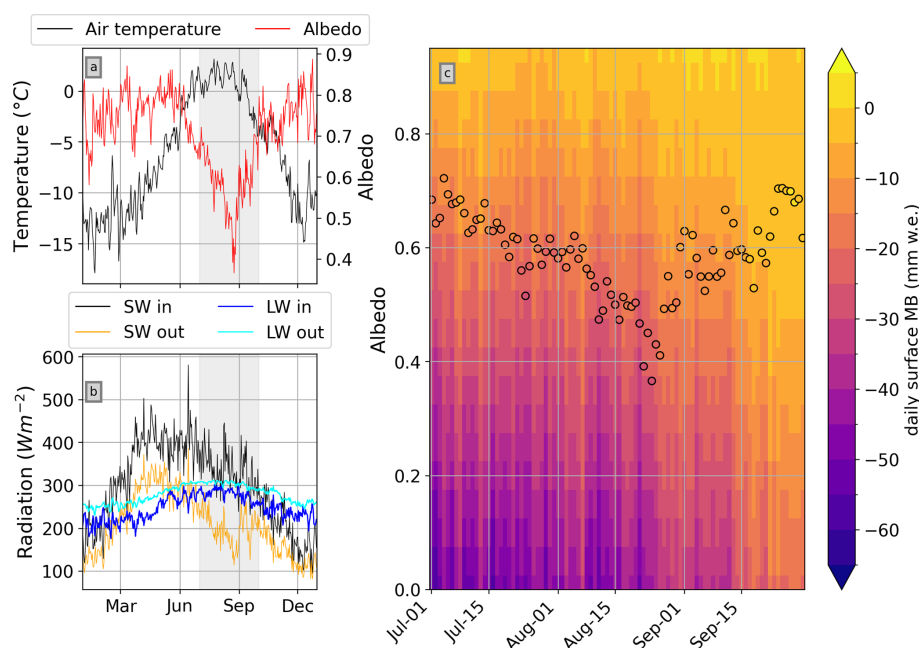 Air temperature Albedo
a
Temperature (°C)
0
−5
−10
−15
0.9
0.8
0.7
0.6
0.5
0.4
Albedo
SW in LW in
SW out LW out
b
Radiation (Wm⁻²)
600
500
400
300
200
100
Mar Jun Sep Dec
c
Albedo
0.8
0.6
0.4
0.2
0.0
Jul-01 Jul-15 Aug-01 Aug-15 Sep-01 Sep-15
0
−10
−20
−30
−40
−50
−60
daily surface MB (mm w.e.)